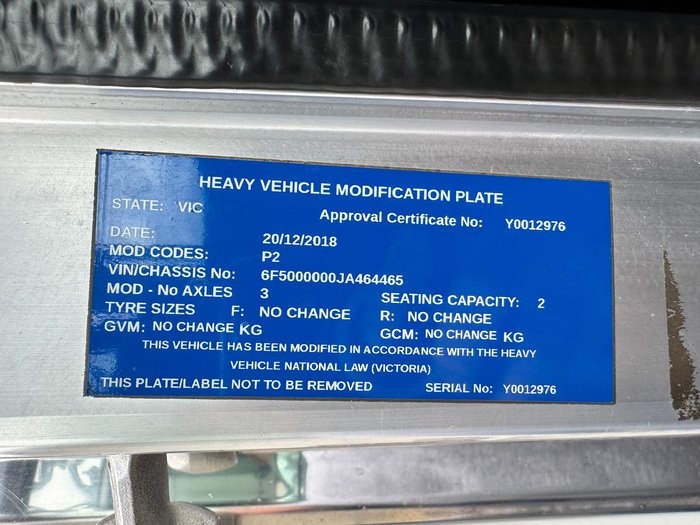 HEAVY VEHICLE MODIFICATION PLATE
STATE: VIC Approval Certificate No: Y0012976
DATE: 20/12/2018
MOD CODES: P2
VIN/CHASSIS No: 6F5000000JA464465
MOD - No AXLES 3 SEATING CAPACITY: 2
TYRE SIZES F: NO CHANGE R: NO CHANGE
GVM: NO CHANGE KG GCM: NO CHANGE KG
THIS VEHICLE HAS BEEN MODIFIED IN ACCORDANCE WITH THE HEAVY
VEHICLE NATIONAL LAW (VICTORIA)
THIS PLATE/LABEL NOT TO BE REMOVED SERIAL No: Y0012976